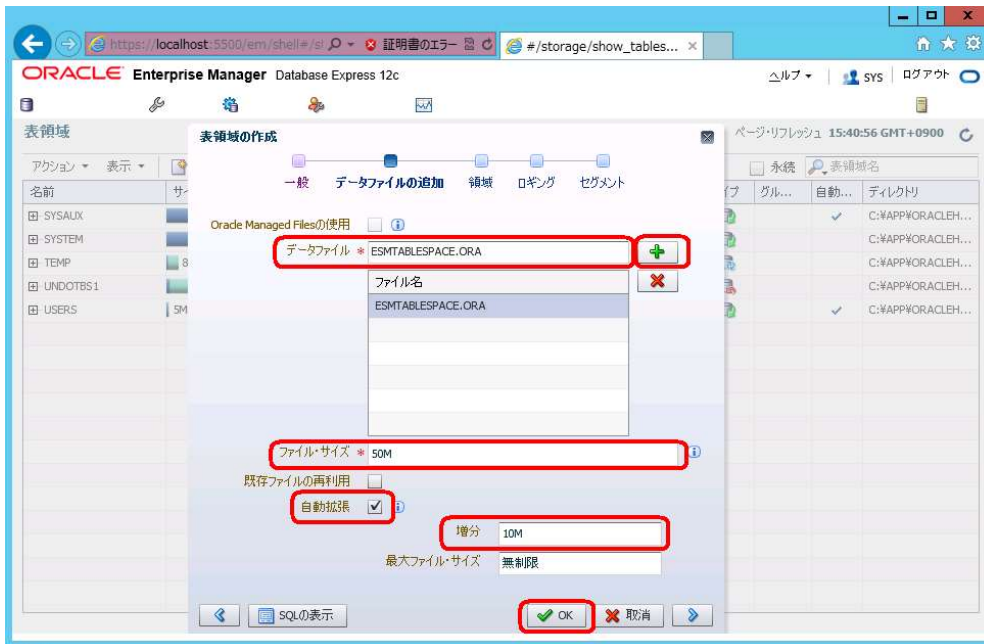 https://localhost:5500/em/shell#/st
証明書のエラー
#/storage/show_tables...
ORACLE Enterprise Manager Database Express 12c
ヘルプ
SYS
ログアウト
表領域
ページ・リフレッシュ 15:40:56 GMT+0900
アクション
表示
永続
表領域名
名前
グル...
自動...
ディレクトリ
SYSAUX
C:¥APP¥ORACLEH...
SYSTEM
C:¥APP¥ORACLEH...
TEMP
8
C:¥APP¥ORACLEH...
UNDOTBS1
C:¥APP¥ORACLEH...
USERS
5M
C:¥APP¥ORACLEH...
表領域の作成
一般
データファイルの追加
領域
ロギング
セグメント
Oracle Managed Filesの使用
データファイル * ESMTABLESPACE.ORA
ファイル名
ESMTABLESPACE.ORA
ファイル・サイズ * 50M
既存ファイルの再利用
自動拡張
増分 10M
最大ファイル・サイズ 無制限
SQLの表示
OK
取消